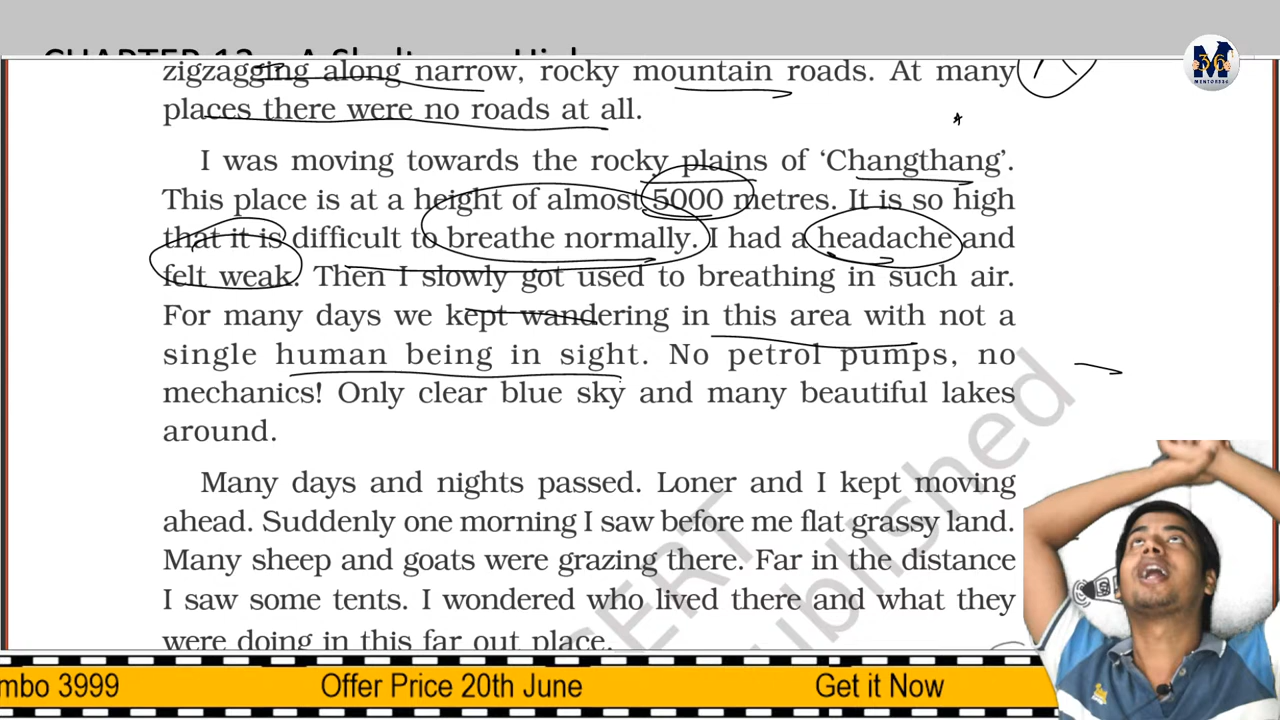 CHAPTER 13
zigzagging along narrow, rocky mountain roads. At many
places there were no roads at all.
I was moving towards the rocky plains of ‘Changthang’.
This place is at a height of almost 5000 metres. It is so high
that it is difficult to breathe normally. I had a headache and
felt weak. Then I slowly got used to breathing in such air.
For many days we kept wandering in this area with not a
single human being in sight. No petrol pumps, no
mechanics! Only clear blue sky and many beautiful lakes
around.
Many days and nights passed. Loner and I kept moving
ahead. Suddenly one morning I saw before me flat grassy land.
Many sheep and goats were grazing there. Far in the distance
I saw some tents. I wondered who lived there and what they
were doing in this far out place.
M
36
MENTORS36
mbo 3999 Offer Price 20th June Get it Now